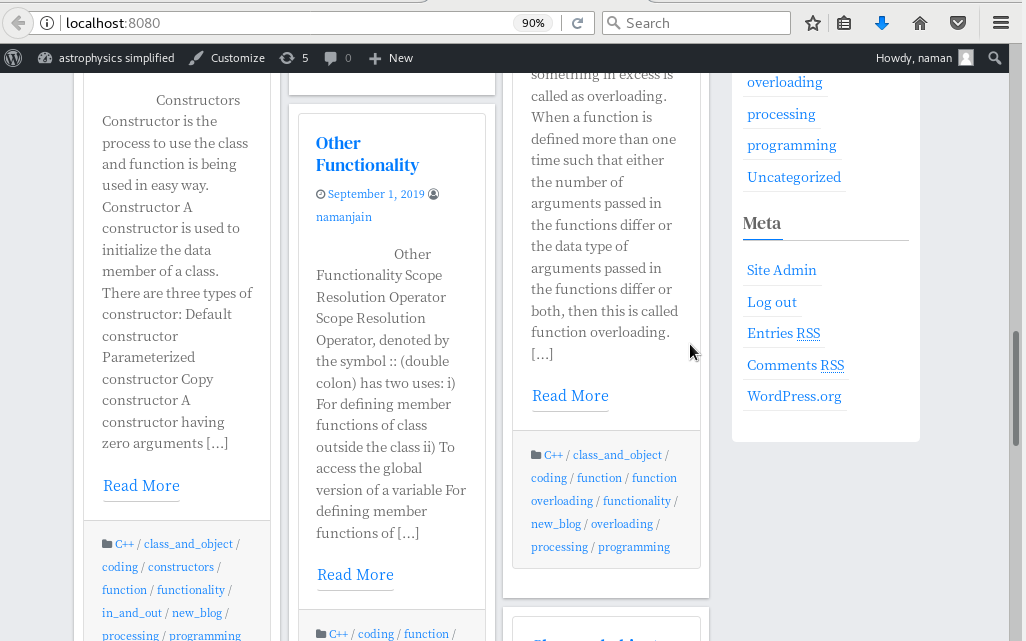 localhost:8080
90%
Search
astrophysics simplified
Customize
5
0
New
Howdy, naman
Constructors
Constructor is the
process to use the class
and function is being
used in easy way.
Constructor A
constructor is used to
initialize the data
member of a class.
There are three types of
constructor: Default
constructor
Parameterized
constructor Copy
constructor A
constructor having
zero arguments […]
Read More
C++ / class_and_object /
coding / constructors /
function / functionality /
in_and_out / new_blog /
processing / programming
Other
Functionality
September 1, 2019
namanjain
Other
Functionality Scope
Resolution Operator
Scope Resolution
Operator, denoted by
the symbol :: (double
colon) has two uses: i)
For defining member
functions of class
outside the class ii) To
access the global
version of a variable For
defining member
functions of […]
Read More
C++ / coding / function /
something in excess is
called as overloading.
When a function is
defined more than one
time such that either
the number of
arguments passed in
the functions differ or
the data type of
arguments passed in
the functions differ or
both, then this is called
function overloading.
[…]
Read More
C++ / class_and_object /
coding / function / function
overloading / functionality /
new_blog / overloading /
processing / programming
overloading
processing
programming
Uncategorized
Meta
Site Admin
Log out
Entries RSS
Comments RSS
WordPress.org